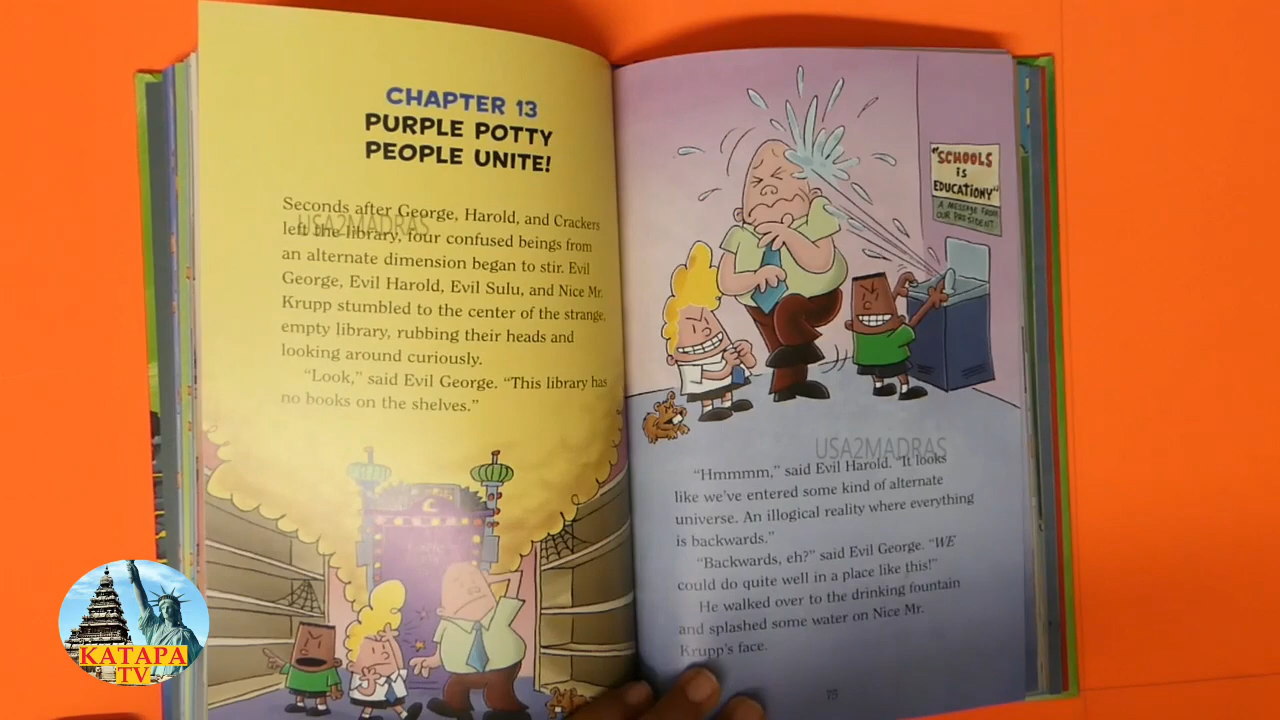 CHAPTER 13
PURPLE POTTY
PEOPLE UNITE!
Seconds after George, Harold, and Crackers
left the library, four confused beings from
an alternate dimension began to stir. Evil
George, Evil Harold, Evil Sulu, and Nice Mr.
Krupp stumbled to the center of the strange,
empty library, rubbing their heads and
looking around curiously.
“Look,” said Evil George. “This library has
no books on the shelves.”
USA2MADRAS
KATAPA
TV
"SCHOOLS
iS
EDUCATIONY"
A MESSAGE FROM
OUR PRESIDENT
USA2MADRAS
“Hmmmm,” said Evil Harold. “It looks
like we’ve entered some kind of alternate
universe. An illogical reality where everything
is backwards.”
“Backwards, eh?” said Evil George. “WE
could do quite well in a place like this!”
He walked over to the drinking fountain
and splashed some water on Nice Mr.
Krupp’s face.
75